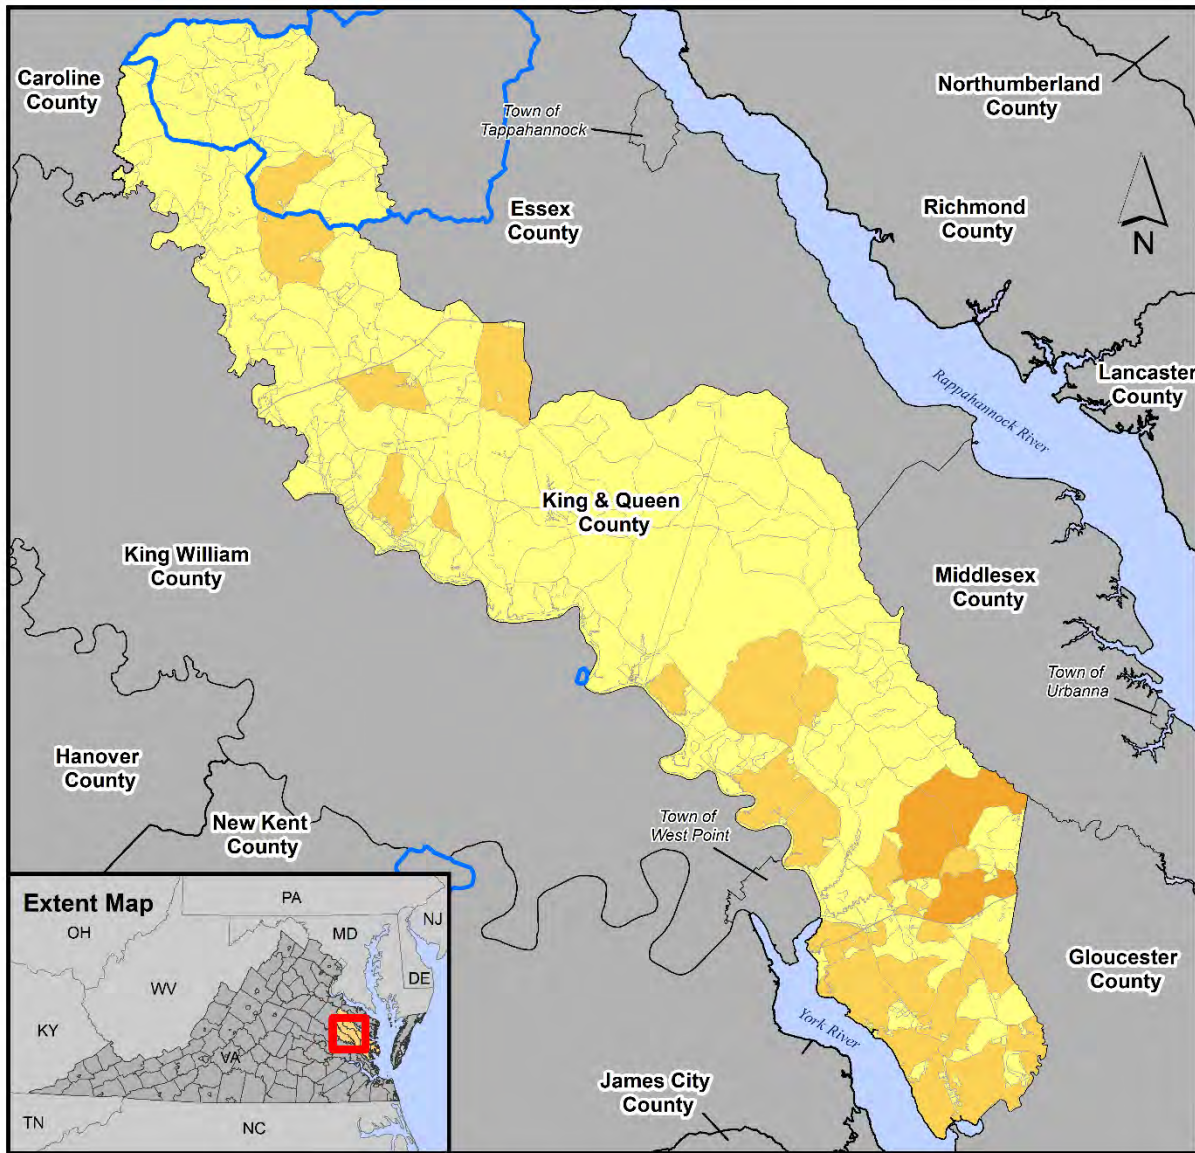 Caroline
County
Northumberland
County
Town of
Tappahannock
Richmond
County
Essex
County
N
Lancaster
County
Rappahannock River
King & Queen
County
King William
County
Middlesex
County
Town of
Urbanna
Hanover
County
New Kent
County
Town of
West Point
Gloucester
County
York River
James City
County
Extent Map
PA
OH
MD
NJ
DE
WV
KY
VA
TN
NC